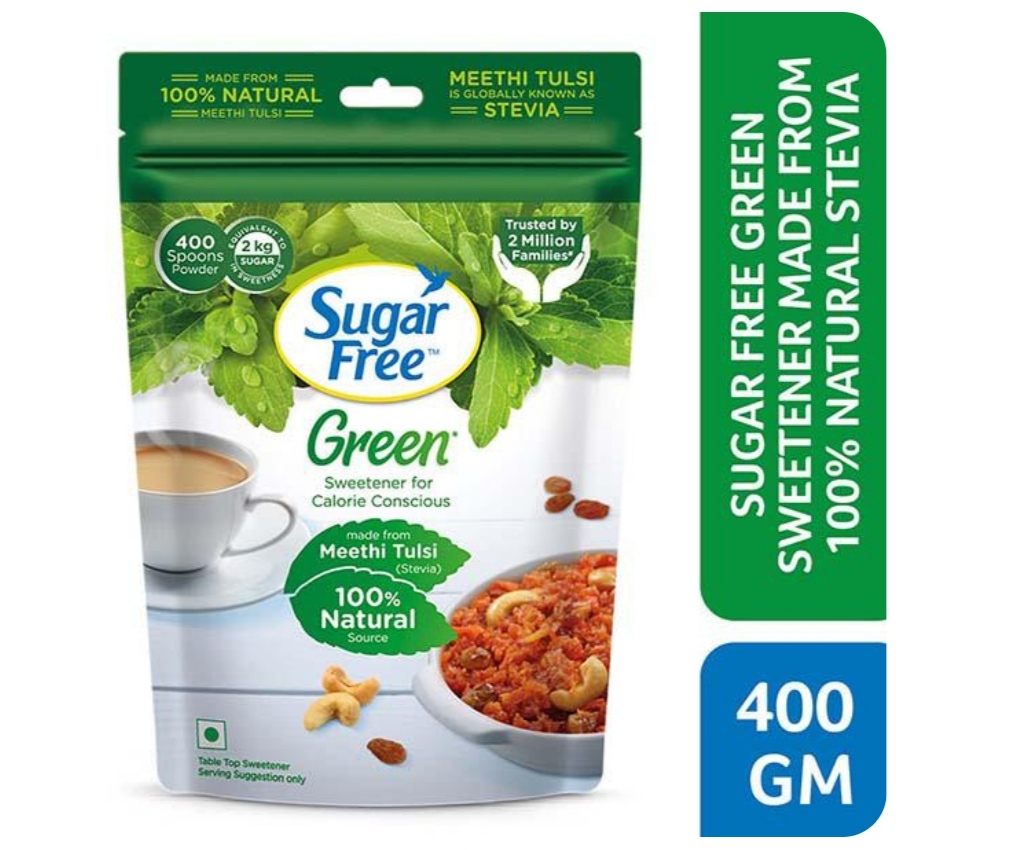 MADE FROM
100% NATURAL
MEETHI TULSI
MEETHI TULSI
IS GLOBALLY KNOWN AS
STEVIA
400
Spoons
Powder
EQUIVALENT TO
2 kg
SUGAR
IN SWEETNESS
Trusted by
2 Million
Families#
Sugar
Free™
Green*
Sweetener for
Calorie Conscious
made from
Meethi Tulsi
(Stevia)
100%
Natural
Source
Table Top Sweetener
Serving Suggestion only
SUGAR FREE GREEN
SWEETENER MADE FROM
100% NATURAL STEVIA
400
GM